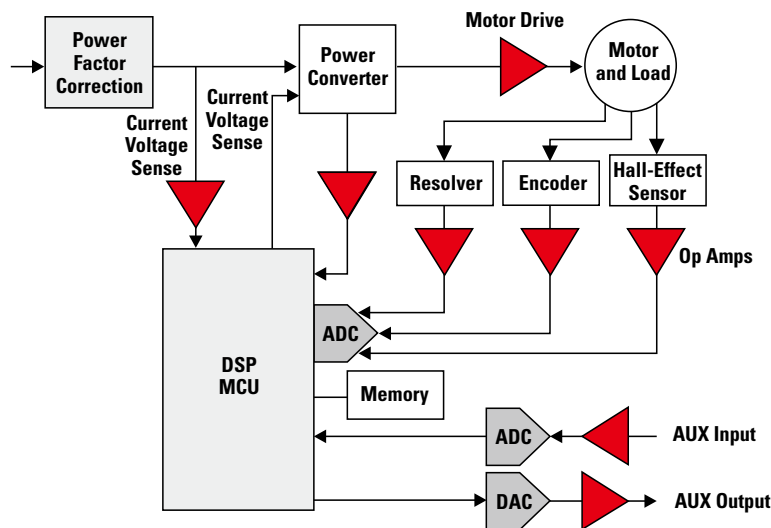 Power
Factor
Correction
Power
Converter
Motor Drive
Motor
and Load
Current
Voltage
Sense
Current
Voltage
Sense
Resolver
Encoder
Hall-Effect
Sensor
Op Amps
ADC
DSP
MCU
Memory
ADC
AUX Input
DAC
AUX Output